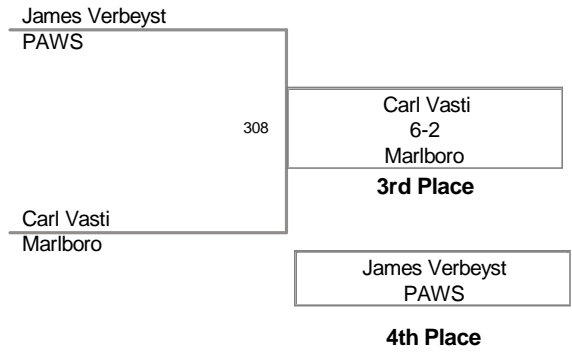 James Verbeyst
PAWS
308
Carl Vasti
6-2
Marlboro
3rd Place
Carl Vasti
Marlboro
James Verbeyst
PAWS
4th Place